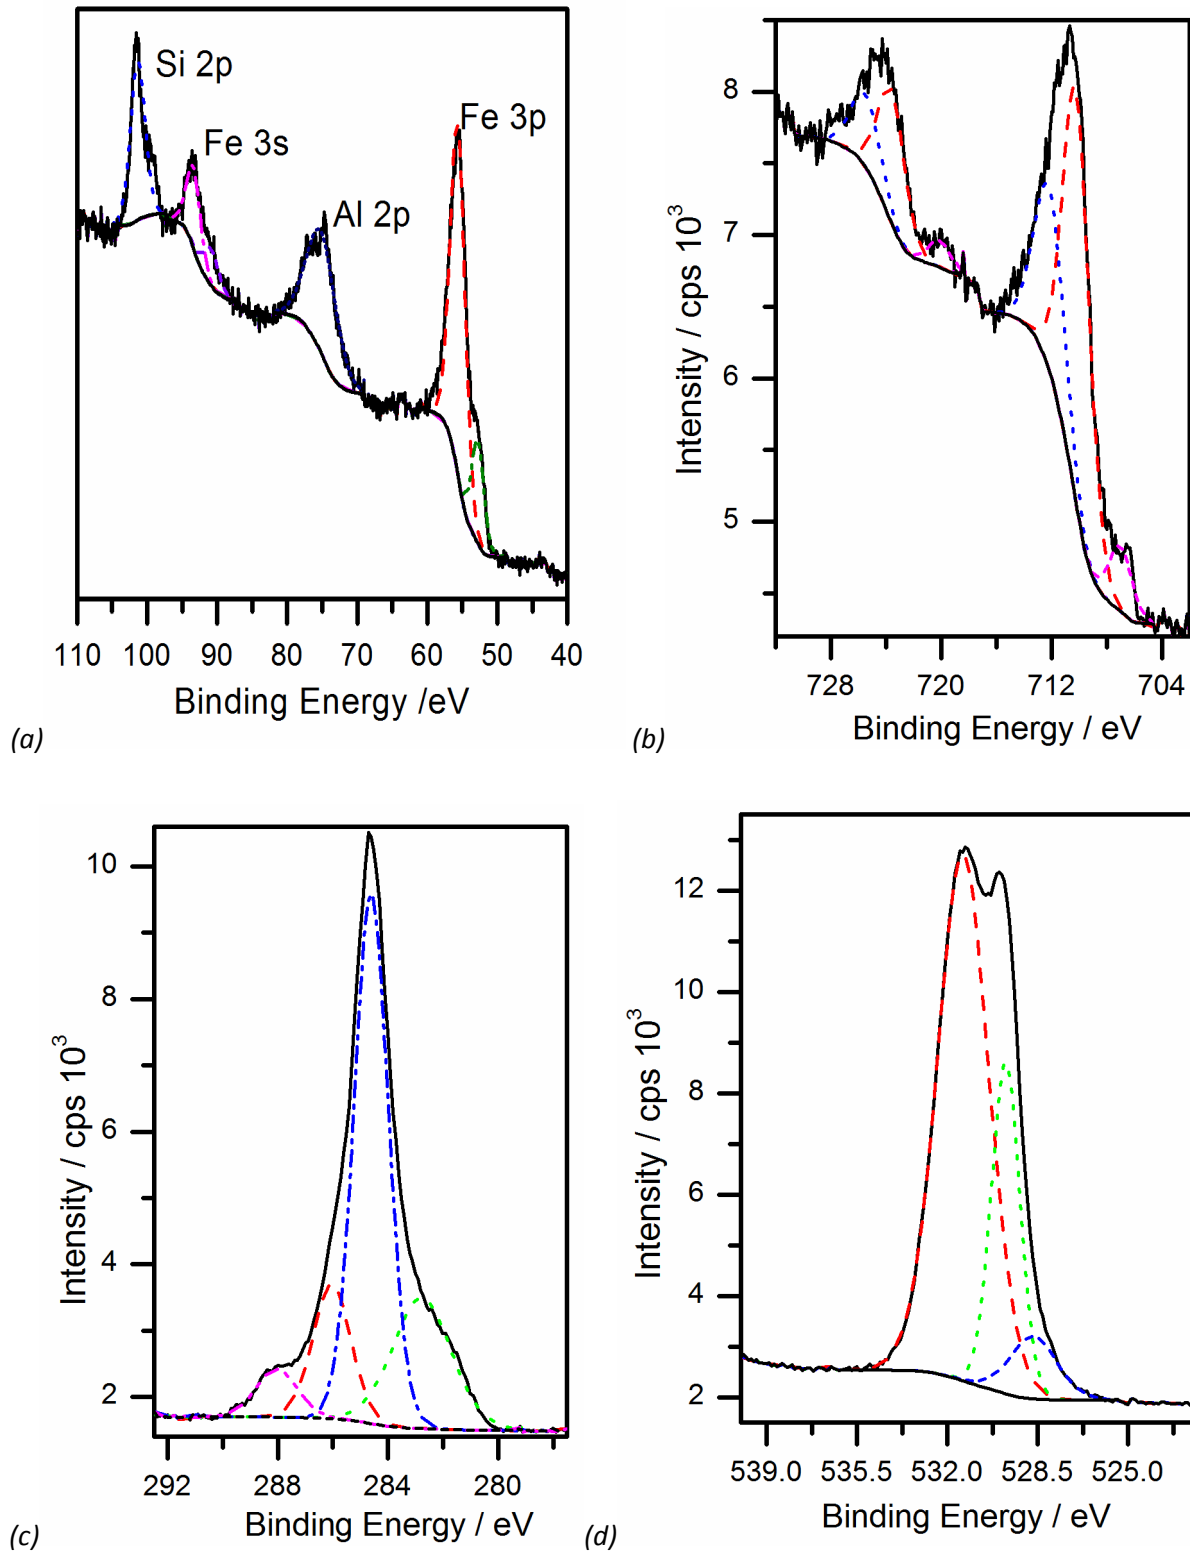 Si 2p
Fe 3s
Al 2p
Fe 3p
110 100 90 80 70 60 50 40
Binding Energy /eV
(a)
Intensity / cps 10³
8
7
6
5
728 720 712 704
Binding Energy / eV
(b)
Intensity / cps 10³
10
8
6
4
2
292 288 284 280
Binding Energy / eV
(c)
Intensity / cps 10³
12
10
8
6
4
2
539.0 535.5 532.0 528.5 525.0
Binding Energy / eV
(d)